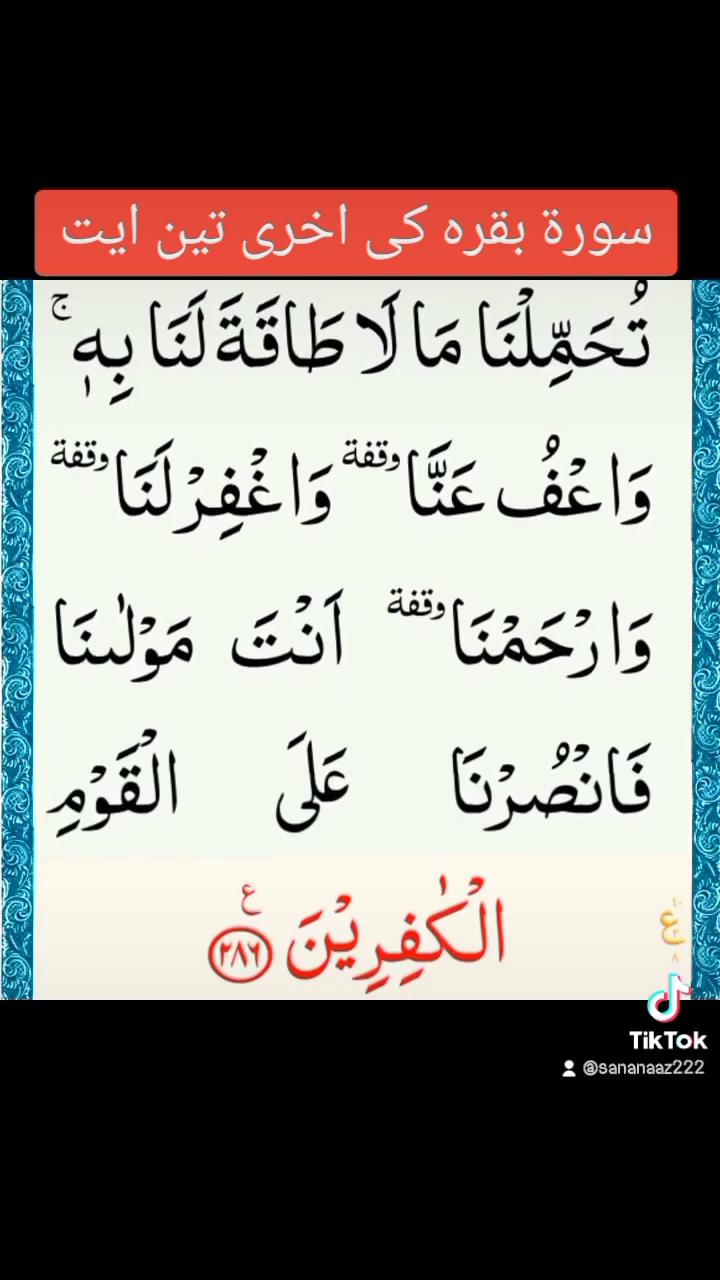 سورۃ بقرہ کی اخری تین ایت
تُحَمِّلْنَا مَا لَا طَاقَةَ لَنَا بِهٖ ۚ
وَاعْفُ عَنَّا وقفة وَاغْفِرْ لَنَا وقفة
وَارْحَمْنَا وقفة اَنْتَ مَوْلٰىنَا
فَانْصُرْنَا عَلَى الْقَوْمِ
الْكٰفِرِيْنَ ﴿٢٨٦﴾ ع
TikTok
@sananaaz222